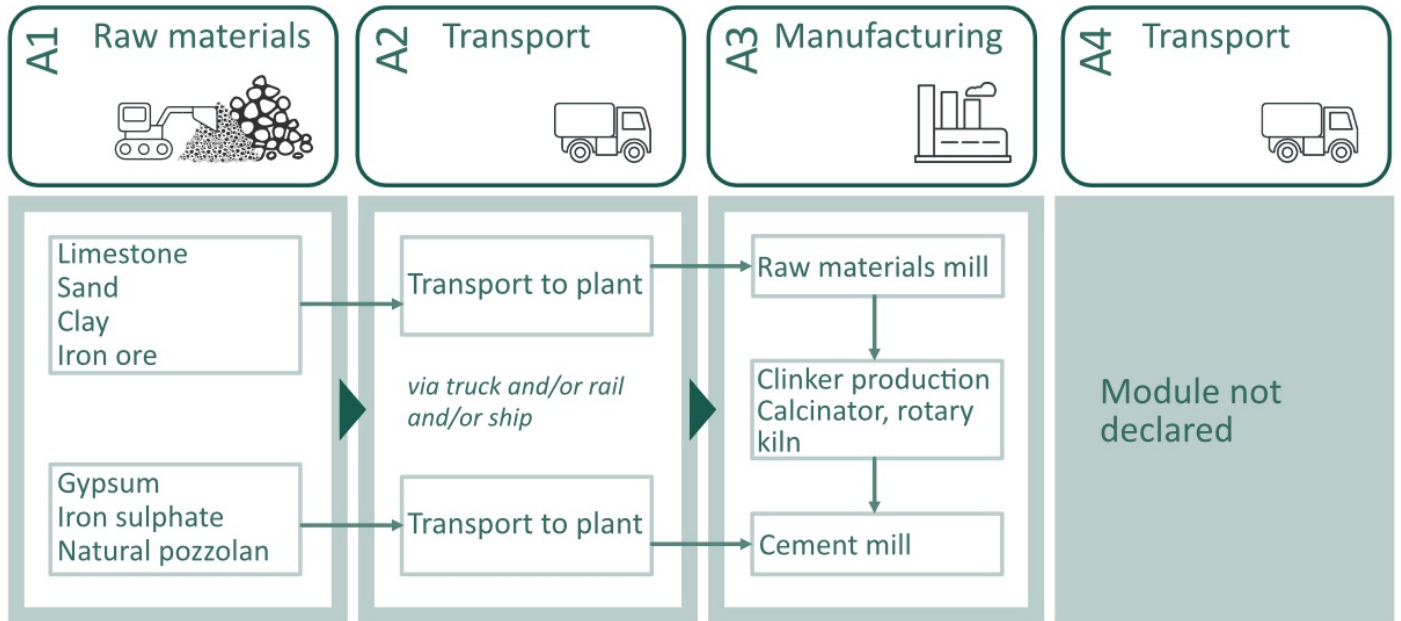 A1 Raw materials
A2 Transport
A3 Manufacturing
A4 Transport
Limestone
Sand
Clay
Iron ore
Gypsum
Iron sulphate
Natural pozzolan
Transport to plant
via truck and/or rail
and/or ship
Transport to plant
Raw materials mill
Clinker production
Calcinator, rotary
kiln
Cement mill
Module not
declared